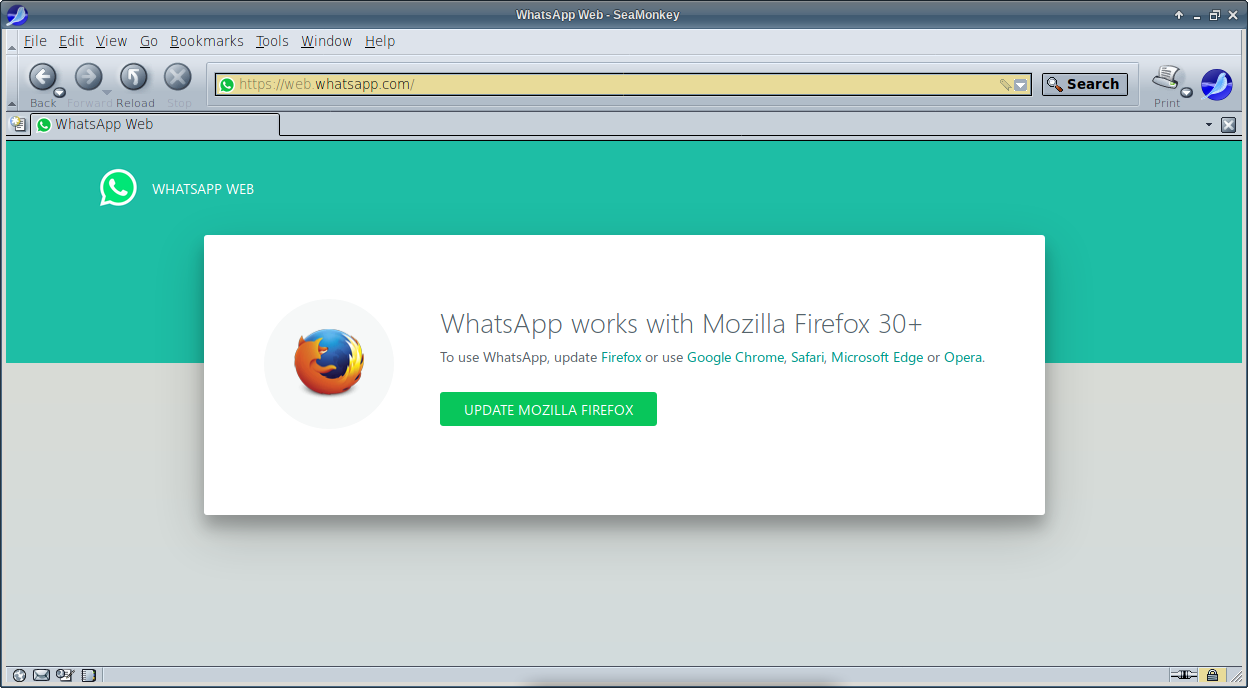 WhatsApp Web - SeaMonkey
File Edit View Go Bookmarks Tools Window Help
https://web.whatsapp.com/
Search
Back Forward Reload Stop
Print
WhatsApp Web
WHATSAPP WEB
WhatsApp works with Mozilla Firefox 30+
To use WhatsApp, update Firefox or use Google Chrome, Safari, Microsoft Edge or Opera.
UPDATE MOZILLA FIREFOX